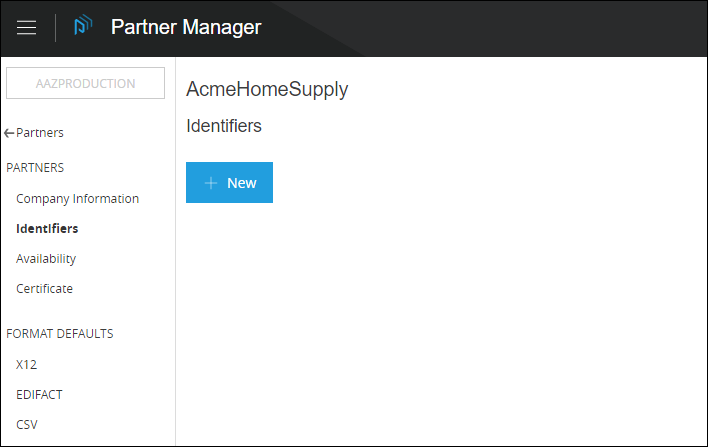 Partner Manager
AAZPRODUCTION
Partners
PARTNERS
Company Information
Identifiers
Availability
Certificate
FORMAT DEFAULTS
X12
EDIFACT
CSV
AcmeHomeSupply
Identifiers
New